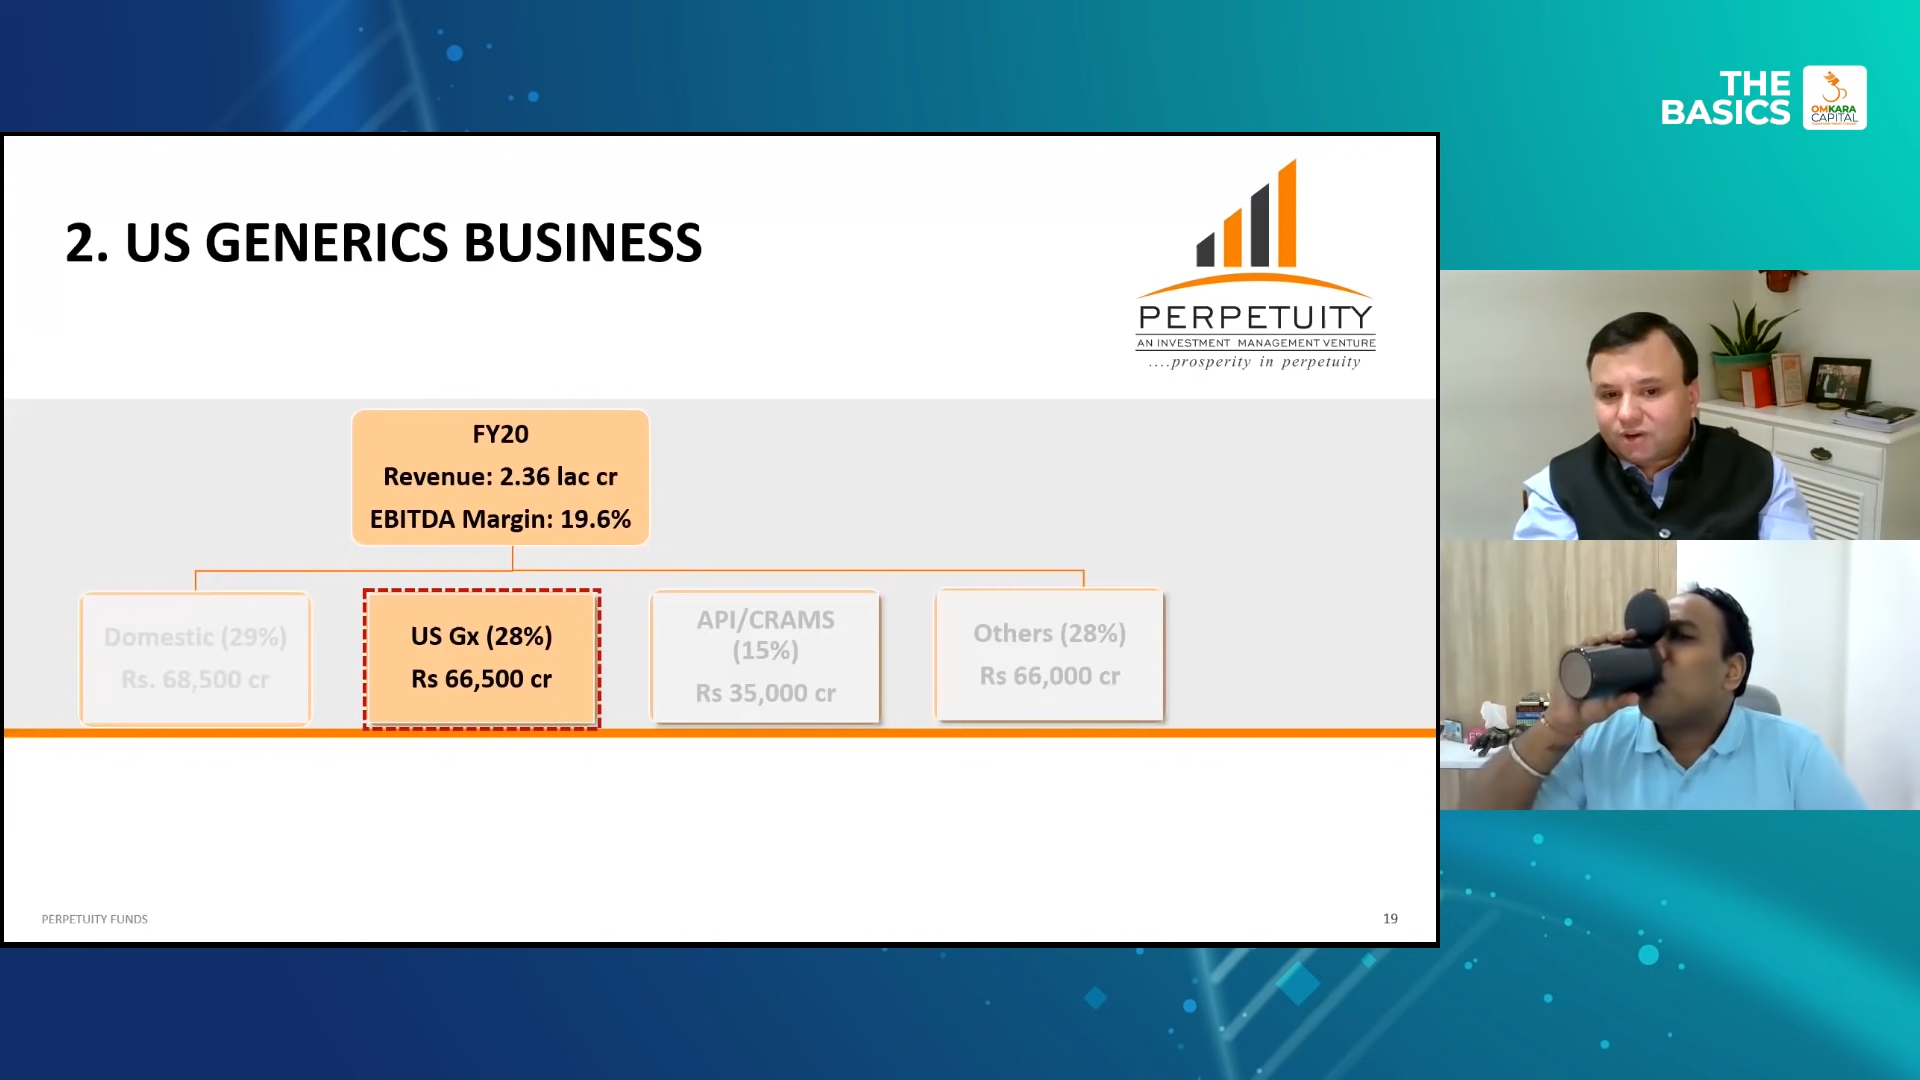 THE
BASICS
OMKARA
CAPITAL
2. US GENERICS BUSINESS
PERPETUITY
AN INVESTMENT MANAGEMENT VENTURE
....prosperity in perpetuity
FY20
Revenue: 2.36 lac cr
EBITDA Margin: 19.6%
Domestic (29%)
Rs. 68,500 cr
US Gx (28%)
Rs 66,500 cr
API/CRAMS
(15%)
Rs 35,000 cr
Others (28%)
Rs 66,000 cr
PERPETUITY FUNDS
19